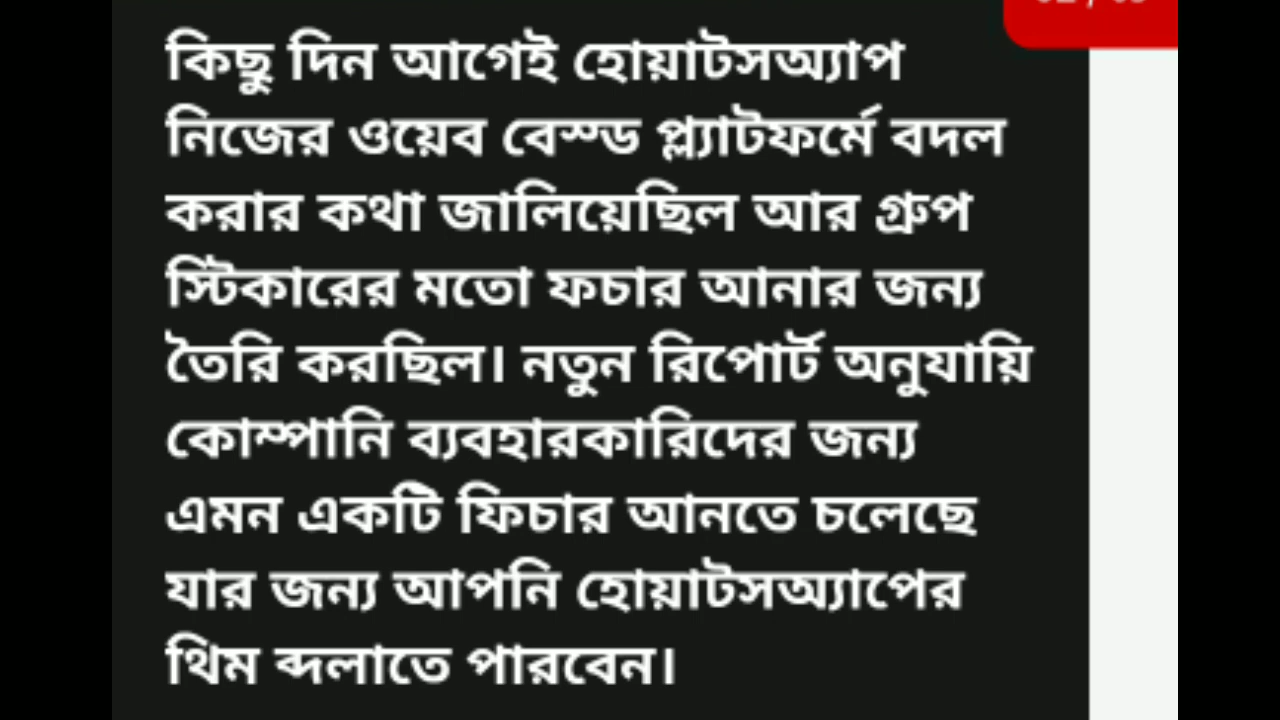 কিছু দিন আগেই হোয়াটসঅ্যাপ
নিজের ওয়েব বেস্ড প্ল্যাটফর্মে বদল
করার কথা জালিয়েছিল আর গ্রুপ
স্টিকারের মতো ফচার আনার জন্য
তৈরি করছিল। নতুন রিপোর্ট অনুযায়ি
কোম্পানি ব্যবহারকারিদের জন্য
এমন একটি ফিচার আনতে চলেছে
যার জন্য আপনি হোয়াটসঅ্যাপের
থিম ব্দলাতে পারবেন।